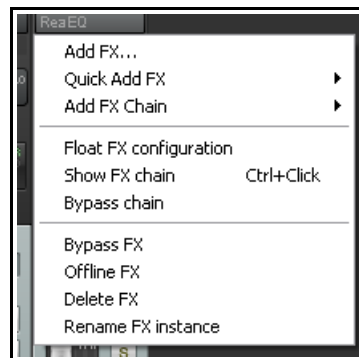 ReaEQ
Add FX...
Quick Add FX
Add FX Chain
Float FX configuration
Show FX chain Ctrl+Click
Bypass chain
Bypass FX
Offline FX
Delete FX
Rename FX instance
S